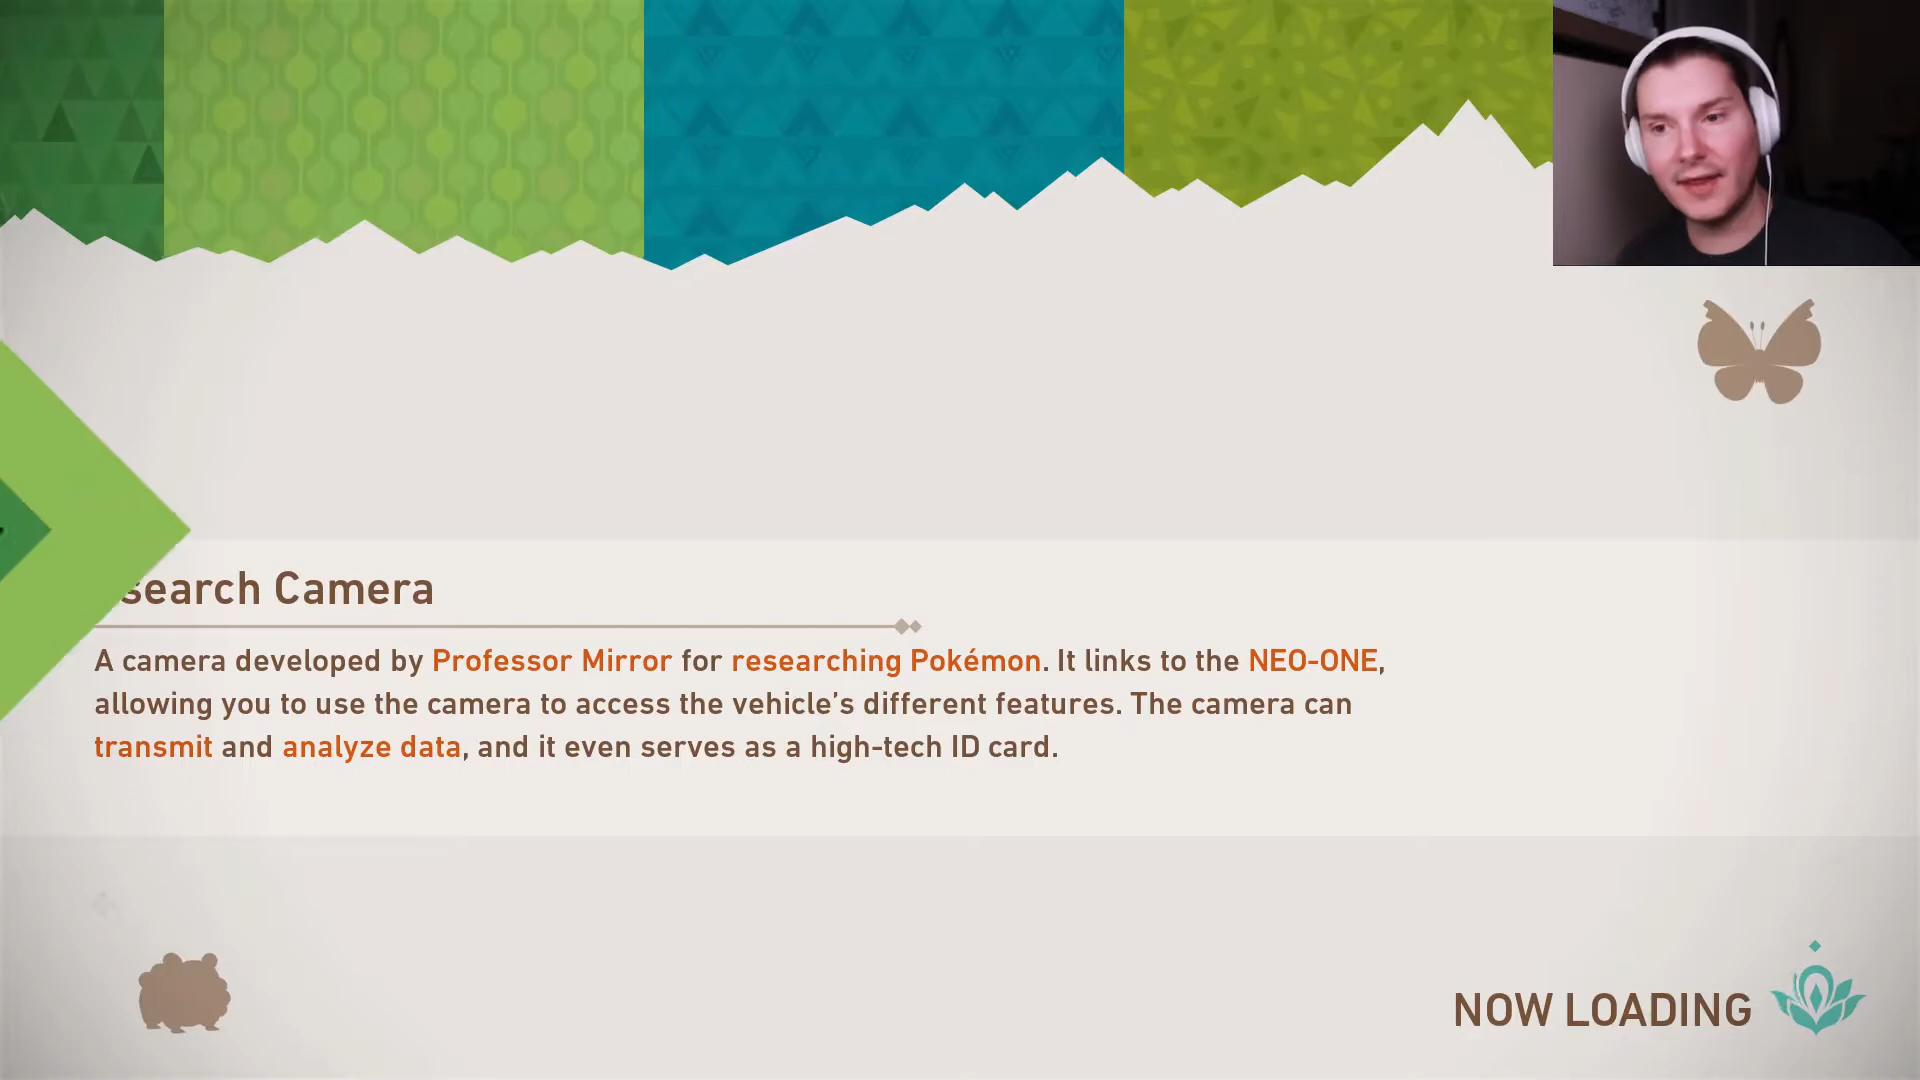 search Camera
A camera developed by Professor Mirror for researching Pokémon. It links to the NEO-ONE,
allowing you to use the camera to access the vehicle's different features. The camera can
transmit and analyze data, and it even serves as a high-tech ID card.
NOW LOADING